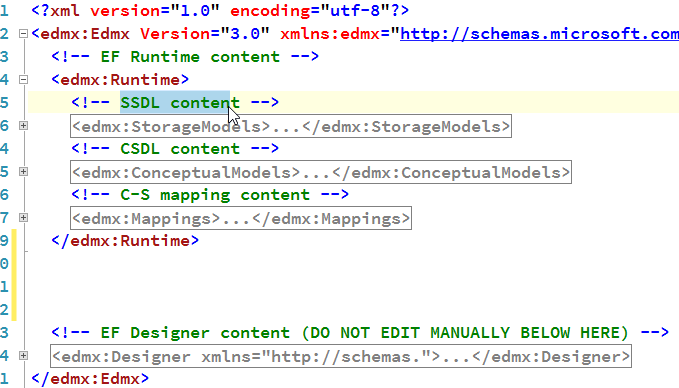 1 <?xml version="1.0" encoding="utf-8"?>
2 <edmx:Edmx Version="3.0" xmlns:edmx="http://schemas.microsoft.com
3 <!-- EF Runtime content -->
4 <edmx:Runtime>
5 <!-- SSDL content -->
6 <edmx:StorageModels>...</edmx:StorageModels>
4 <!-- CSDL content -->
5 <edmx:ConceptualModels>...</edmx:ConceptualModels>
6 <!-- C-S mapping content -->
7 <edmx:Mappings>...</edmx:Mappings>
9 </edmx:Runtime>
0
1
2
3 <!-- EF Designer content (DO NOT EDIT MANUALLY BELOW HERE) -->
4 <edmx:Designer xmlns="http://schemas.">...</edmx:Designer>
1 </edmx:Edmx>